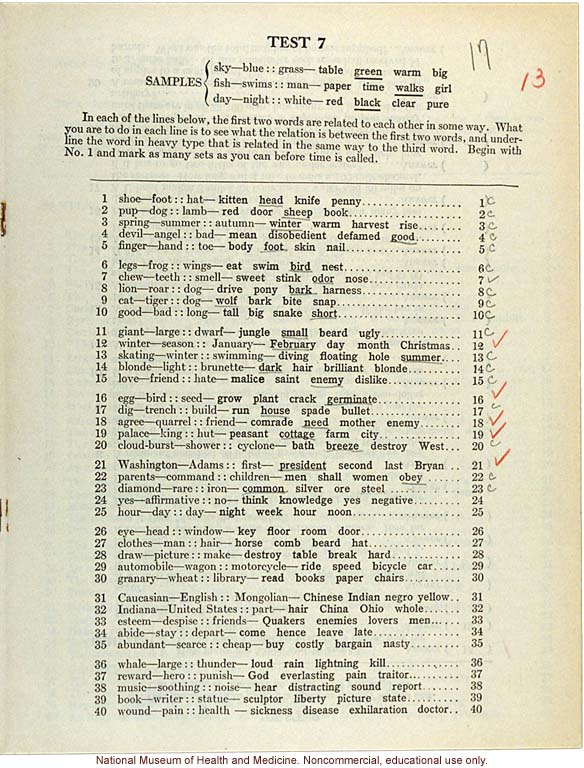 TEST 7
17
13
sky—blue :: grass— table green warm big
SAMPLES { fish—swims :: man— paper time walks girl
day—night :: white— red black clear pure
In each of the lines below, the first two words are related to each other in some way. What
you are to do in each line is to see what the relation is between the first two words, and under-
line the word in heavy type that is related in the same way to the third word. Begin with
No. 1 and mark as many sets as you can before time is called.
1 shoe—foot :: hat— kitten head knife penny.................... 1 c
2 pup—dog :: lamb— red door sheep book.................... 2 c
3 spring—summer :: autumn— winter warm harvest rise........ 3 c
4 devil—angel :: bad— mean disobedient defamed good........ 4 c
5 finger—hand :: toe— body foot skin nail.................... 5 c
6 legs—frog :: wings— eat swim bird nest.................... 6 c
7 chew—teeth :: smell— sweet stink odor nose................ 7 ✓
8 lion—roar :: dog— drive pony bark harness................ 8 c
9 cat—tiger :: dog— wolf bark bite snap.................... 9 c
10 good—bad :: long— tall big snake short.................... 10 c
11 giant—large :: dwarf— jungle small beard ugly............ 11 c
12 winter—season :: January— February day month Christmas.. 12 ✓
13 skating—winter :: swimming— diving floating hole summer.... 13 c
14 blonde—light :: brunette— dark hair brilliant blonde........ 14 c
15 love—friend :: hate— malice saint enemy dislike............ 15 c
16 egg—bird :: seed— grow plant crack germinate............ 16 ✓
17 dig—trench :: build— run house spade bullet................ 17 c
18 agree—quarrel :: friend— comrade need mother enemy........ 18 ✓
19 palace—king :: hut— peasant cottage farm city............ 19 ✓
20 cloud-burst—shower :: cyclone— bath breeze destroy West... 20 c
21 Washington—Adams :: first— president second last Bryan .. 21 ✓
22 parents—command :: children— men shall women obey...... 22 c
23 diamond—rare :: iron— common silver ore steel ............ 23 c
24 yes—affirmative :: no— think knowledge yes negative........ 24
25 hour—day :: day— night week hour noon.................... 25
26 eye—head :: window— key floor room door................ 26
27 clothes—man :: hair— horse comb beard hat................ 27
28 draw—picture :: make— destroy table break hard............ 28
29 automobile—wagon :: motorcycle— ride speed bicycle car..... 29
30 granary—wheat :: library— read books paper chairs.......... 30
31 Caucasian—English :: Mongolian— Chinese Indian negro yellow.. 31
32 Indiana—United States :: part— hair China Ohio whole....... 32
33 esteem—despise :: friends— Quakers enemies lovers men...... 33
34 abide—stay :: depart— come hence leave late................ 34
35 abundant—scarce :: cheap— buy costly bargain nasty.......... 35
36 whale—large :: thunder— loud rain lightning kill............ 36
37 reward—hero :: punish— God everlasting pain traitor.......... 37
38 music—soothing :: noise— hear distracting sound report ...... 38
39 book—writer :: statue— sculptor liberty picture state.......... 39
40 wound—pain :: health — sickness disease exhilaration doctor.. 40
National Museum of Health and Medicine. Noncommercial, educational use only.